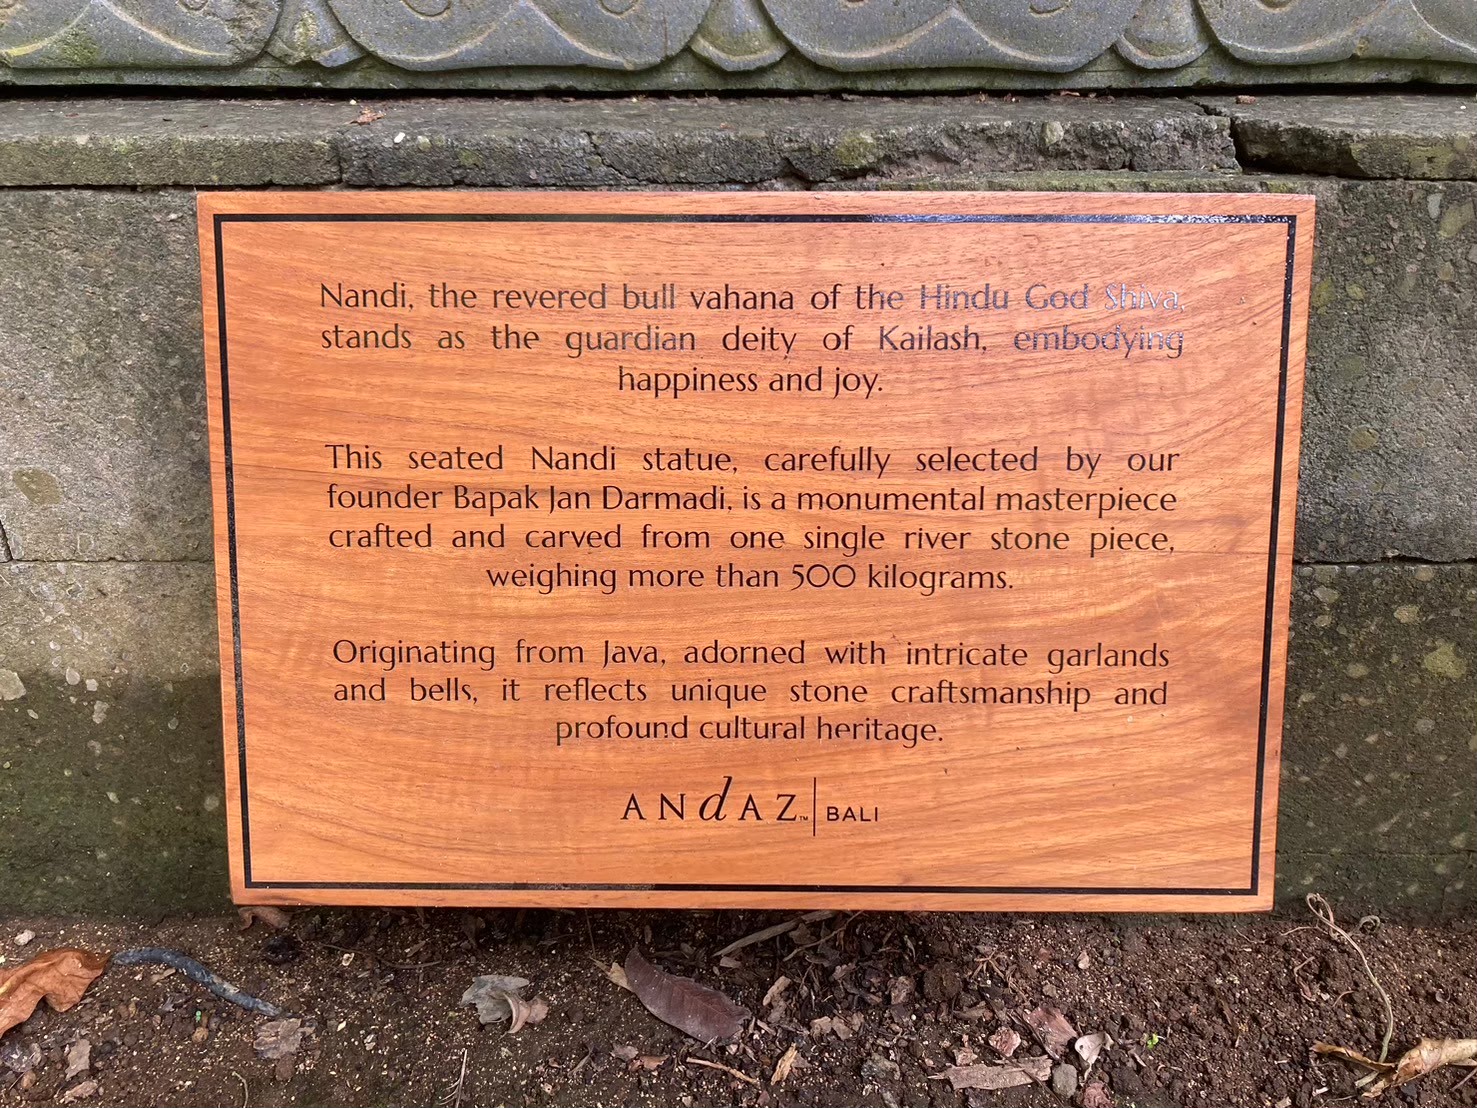 Nandi, the revered bull vahana of the Hindu God Shiva,
stands as the guardian deity of Kailash, embodying
happiness and joy.
This seated Nandi statue, carefully selected by our
founder Bapak Jan Darmadi, is a monumental masterpiece
crafted and carved from one single river stone piece,
weighing more than 500 kilograms.
Originating from Java, adorned with intricate garlands
and bells, it reflects unique stone craftsmanship and
profound cultural heritage.
ANdAZ™ | BALI